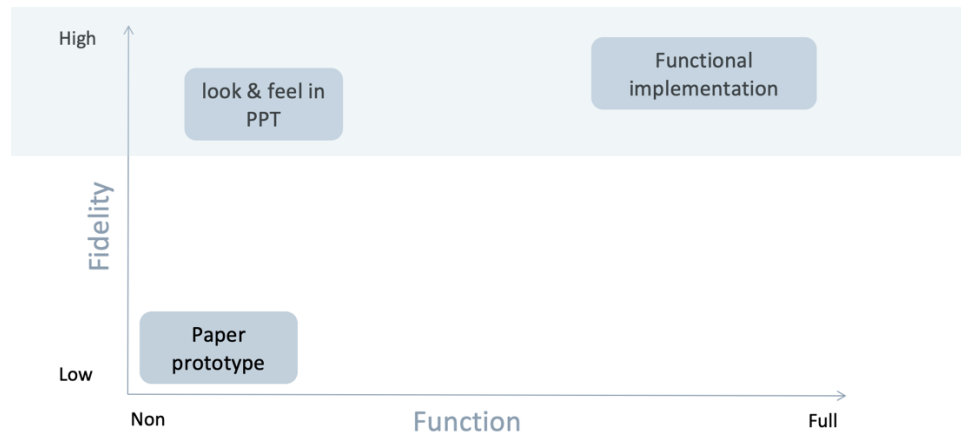 High
Functional
implementation
look & feel in
PPT
Fidelity
Paper
prototype
Low
Non
Function
Full